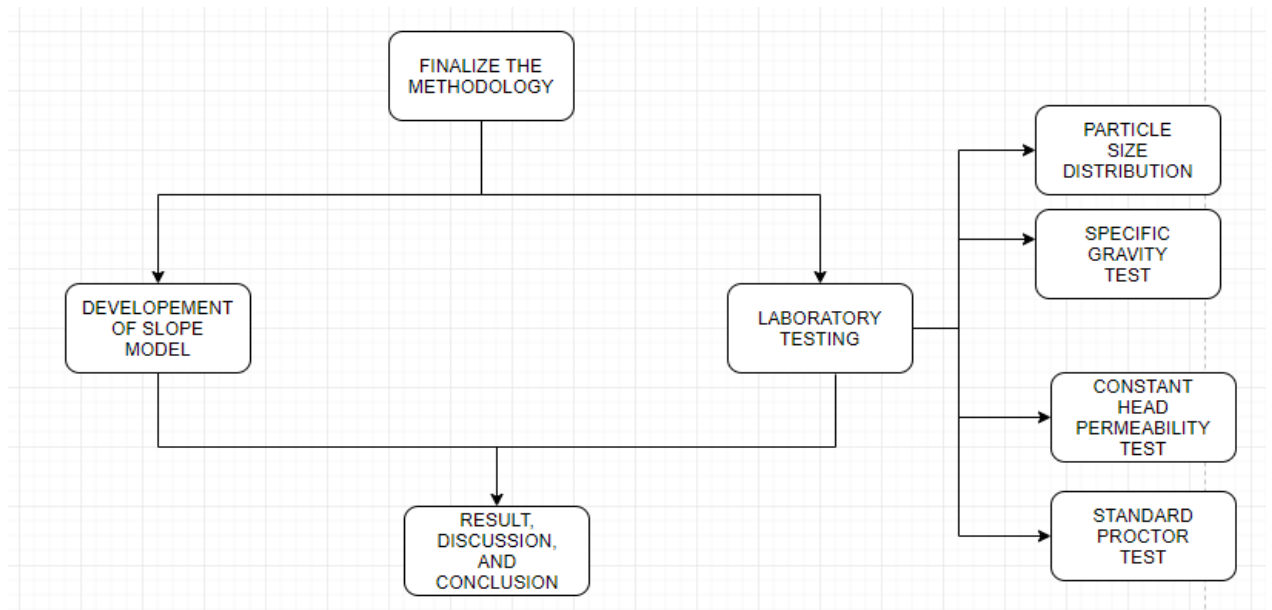 FINALIZE THE
METHODOLOGY
PARTICLE
SIZE
DISTRIBUTION
SPECIFIC
GRAVITY
TEST
DEVELOPEMENT
OF SLOPE
MODEL
LABORATORY
TESTING
CONSTANT
HEAD
PERMEABILITY
TEST
RESULT,
DISCUSSION,
AND
CONCLUSION
STANDARD
PROCTOR
TEST